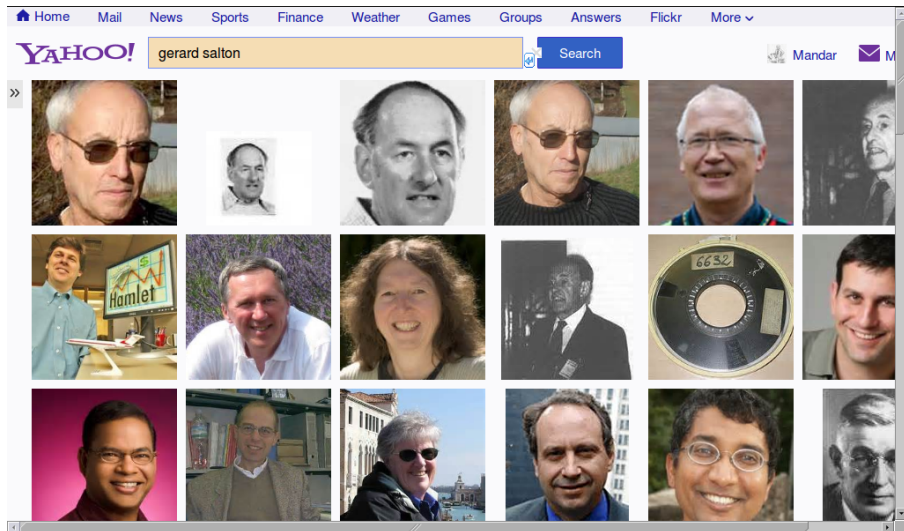 Home Mail News Sports Finance Weather Games Groups Answers Flickr More
YAHOO! gerard salton Search Mandar M
»
6632
$
Hamlet